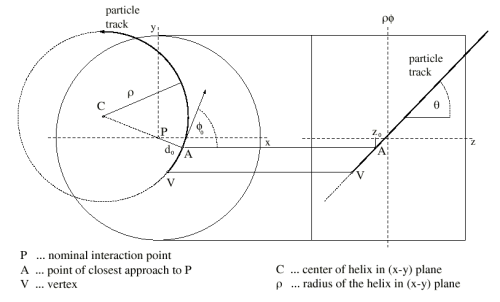 particle
track
y
ρϕ
particle
track
C
ρ
ϕ₀
θ
P
x
z₀
z
d₀
A
A
V
V
P ... nominal interaction point
A ... point of closest approach to P
V ... vertex
C ... center of helix in (x-y) plane
ρ ... radius of the helix in (x-y) plane